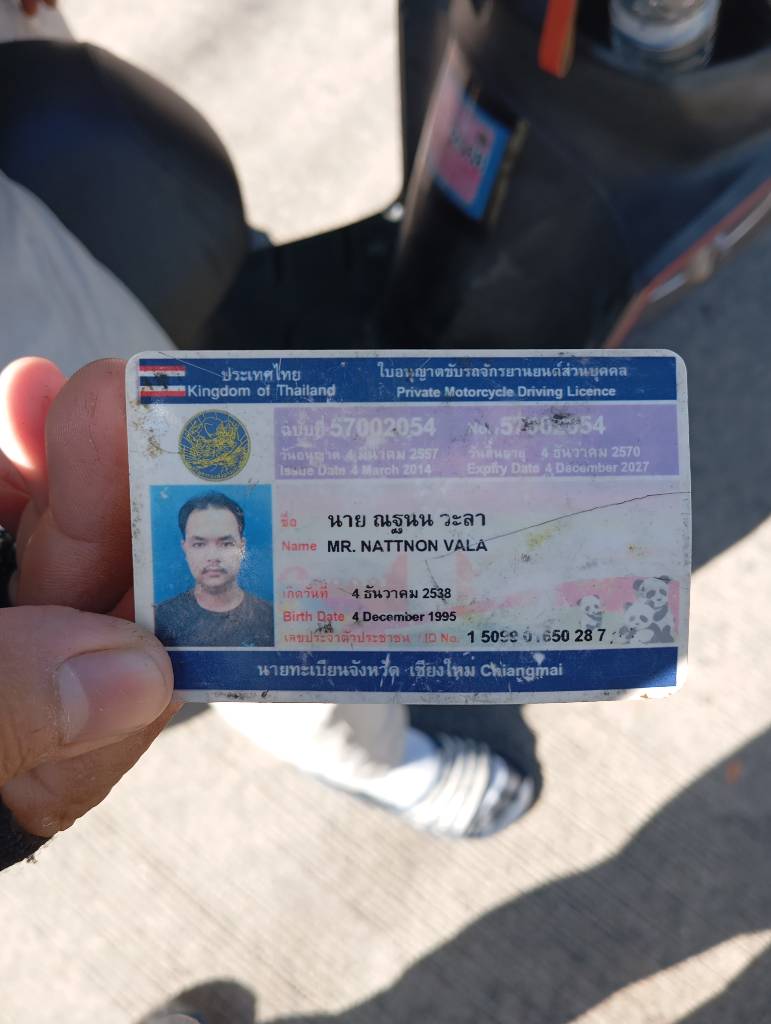 ประเทศไทย
Kingdom of Thailand
ใบอนุญาตขับรถจักรยานยนต์ส่วนบุคคล
Private Motorcycle Driving Licence
ฉบับที่ 57002054
วันอนุญาต 4 มีนาคม 2557
Issue Date 4 March 2014
No. 57002054
วันสิ้นอายุ 4 ธันวาคม 2570
Expiry Date 4 December 2027
ชื่อ นาย ณฐนน วะลา
Name MR. NATTNON VALA
เกิดวันที่ 4 ธันวาคม 2538
Birth Date 4 December 1995
เลขประจำตัวประชาชน / ID No. 1 5099 01650 28 7
นายทะเบียนจังหวัด เชียงใหม่ Chiangmai